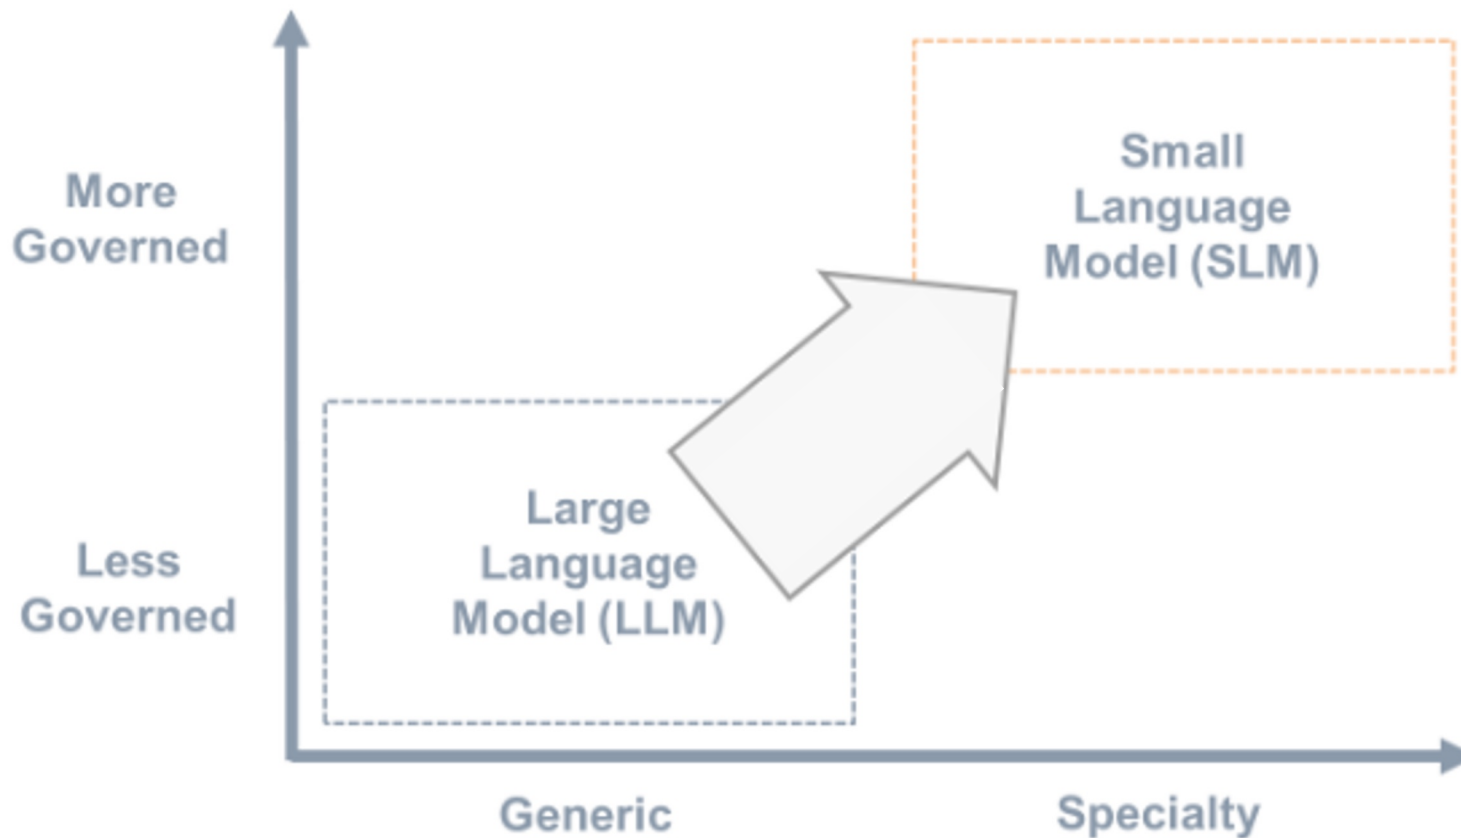 More
Governed
Small
Language
Model (SLM)
Less
Governed
Large
Language
Model (LLM)
Generic
Specialty